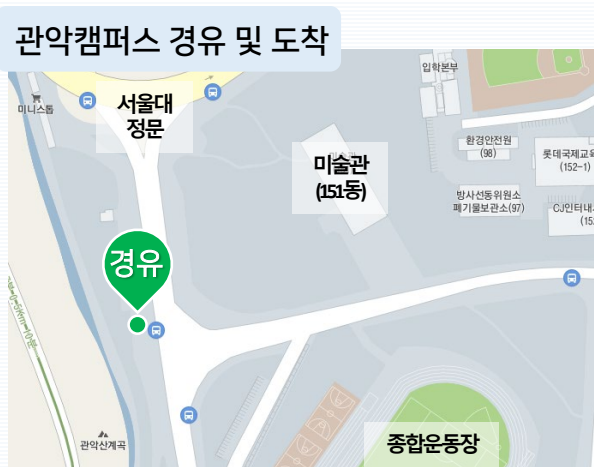 관악캠퍼스 경유 및 도착
입학본부
미니스톱
서울대
정문
환경안전원
(98)
롯데국제교육
(152-1)
미술관
(151동)
방사선동위원소
폐기물보관소(97)
CJ인터내
(15
경유
관악산계곡
종합운동장